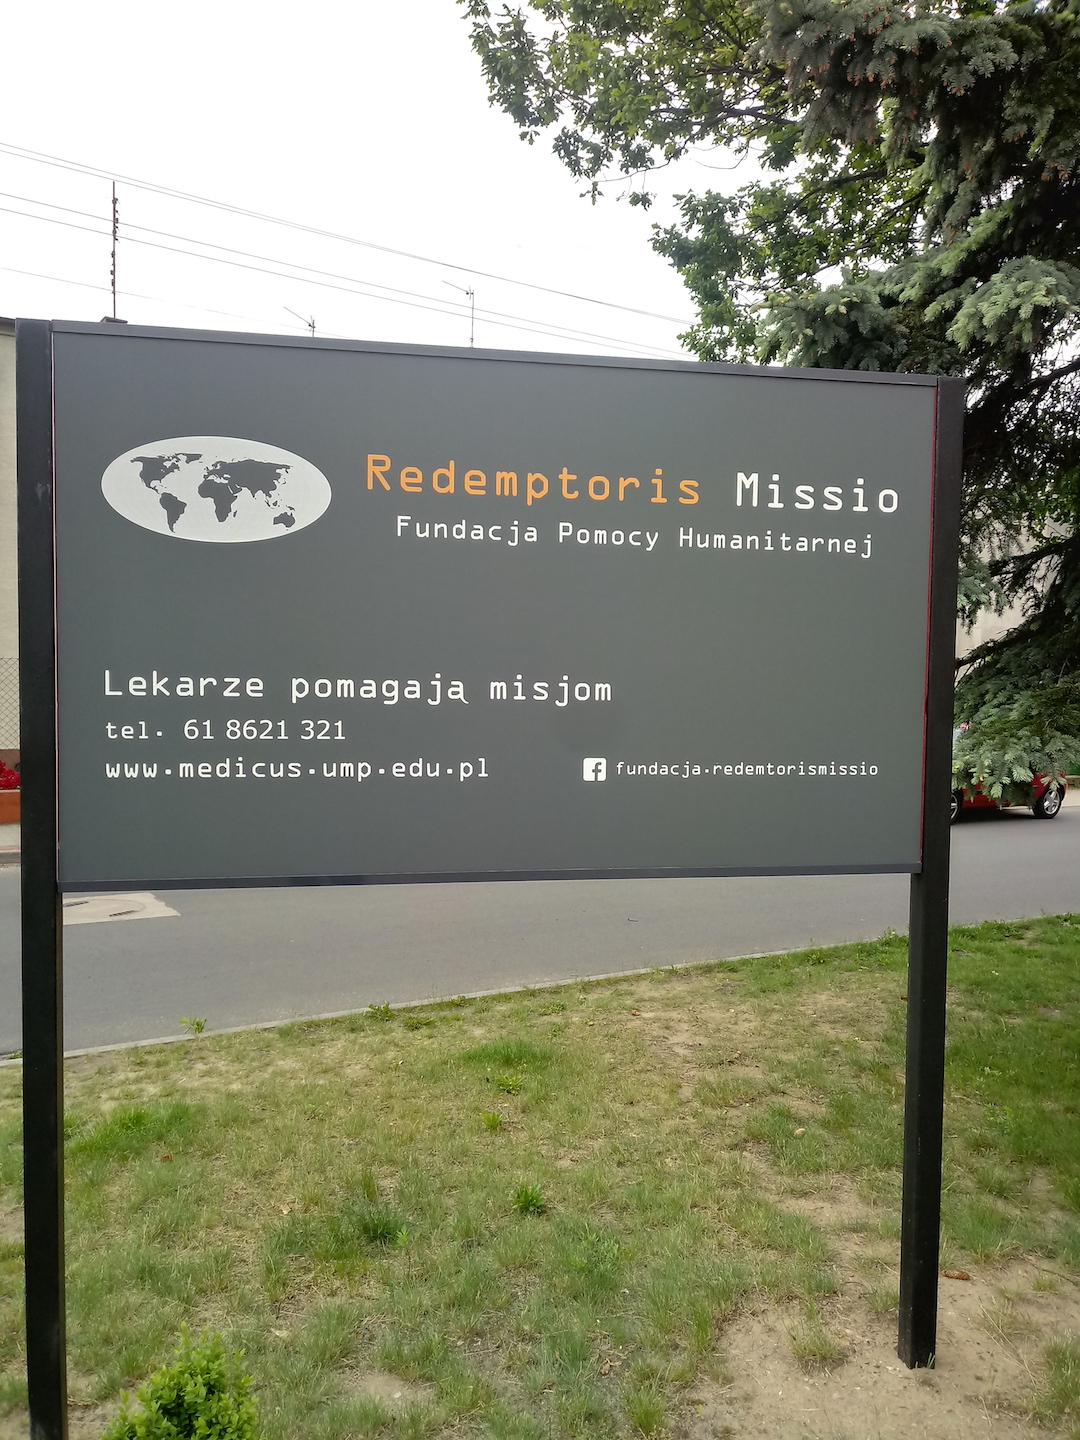 Redemptoris Missio
Fundacja Pomocy Humanitarnej
Lekarze pomagają misjom
tel. 61 8621 321
www.medicus.ump.edu.pl
fundacja.redemtorismissio